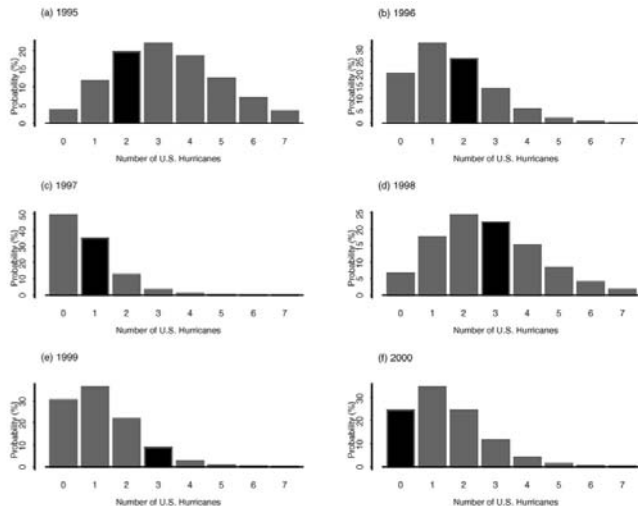 (a) 1995
Probability (%)
0 5 10 15 20
0 1 2 3 4 5 6 7
Number of U.S. Hurricanes
(b) 1996
Probability (%)
0 5 10 15 20 25 30
0 1 2 3 4 5 6 7
Number of U.S. Hurricanes
(c) 1997
Probability (%)
0 10 20 30 40 50
0 1 2 3 4 5 6 7
Number of U.S. Hurricanes
(d) 1998
Probability (%)
0 5 10 15 20 25
0 1 2 3 4 5 6 7
Number of U.S. Hurricanes
(e) 1999
Probability (%)
0 10 20 30
0 1 2 3 4 5 6 7
Number of U.S. Hurricanes
(f) 2000
Probability (%)
0 10 20 30
0 1 2 3 4 5 6 7
Number of U.S. Hurricanes